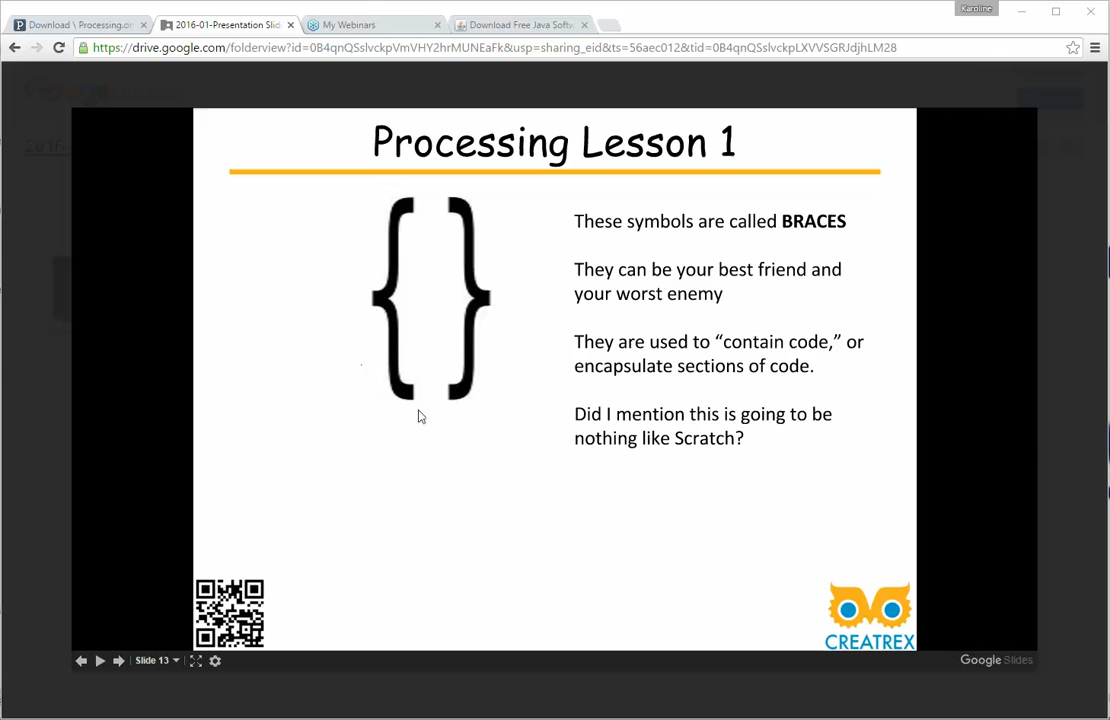 Karoline
Download \ Processing.or
2016-01-Presentation Slid
My Webinars
Download Free Java Softw
https://drive.google.com/folderview?id=0B4qnQSslvckpVmVHY2hrMUNEaFk&usp=sharing_eid&ts=56aec012&tid=0B4qnQSslvckpLXVVSGRJdjhLM28
Processing Lesson 1
{ }
These symbols are called BRACES
They can be your best friend and
your worst enemy
They are used to “contain code,” or
encapsulate sections of code.
Did I mention this is going to be
nothing like Scratch?
CREATREX
Slide 13
Google Slides